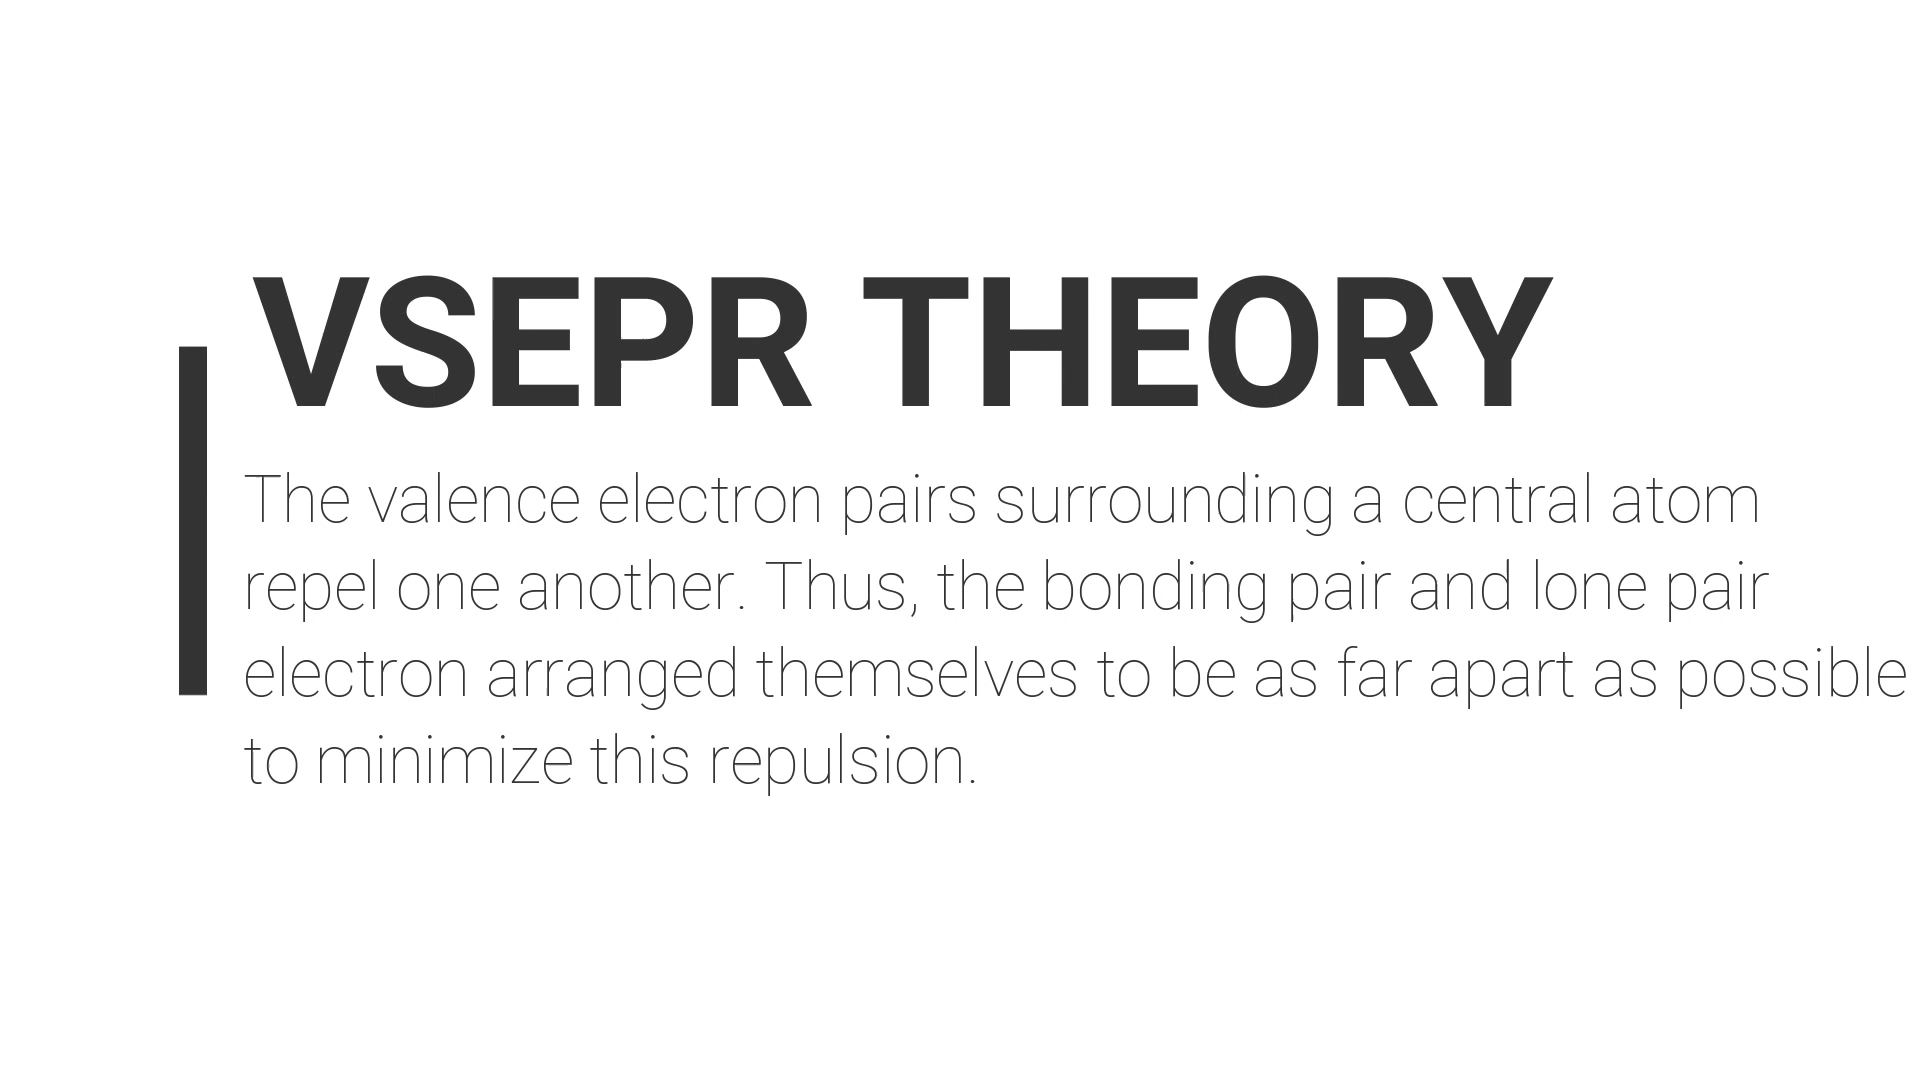 VSEPR THEORY
The valence electron pairs surrounding a central atom
repel one another. Thus, the bonding pair and lone pair
electron arranged themselves to be as far apart as possible
to minimize this repulsion.